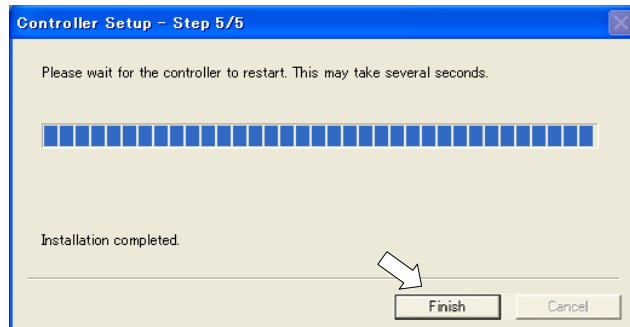 Controller Setup - Step 5/5
Please wait for the controller to restart. This may take several seconds.
Installation completed.
Finish
Cancel